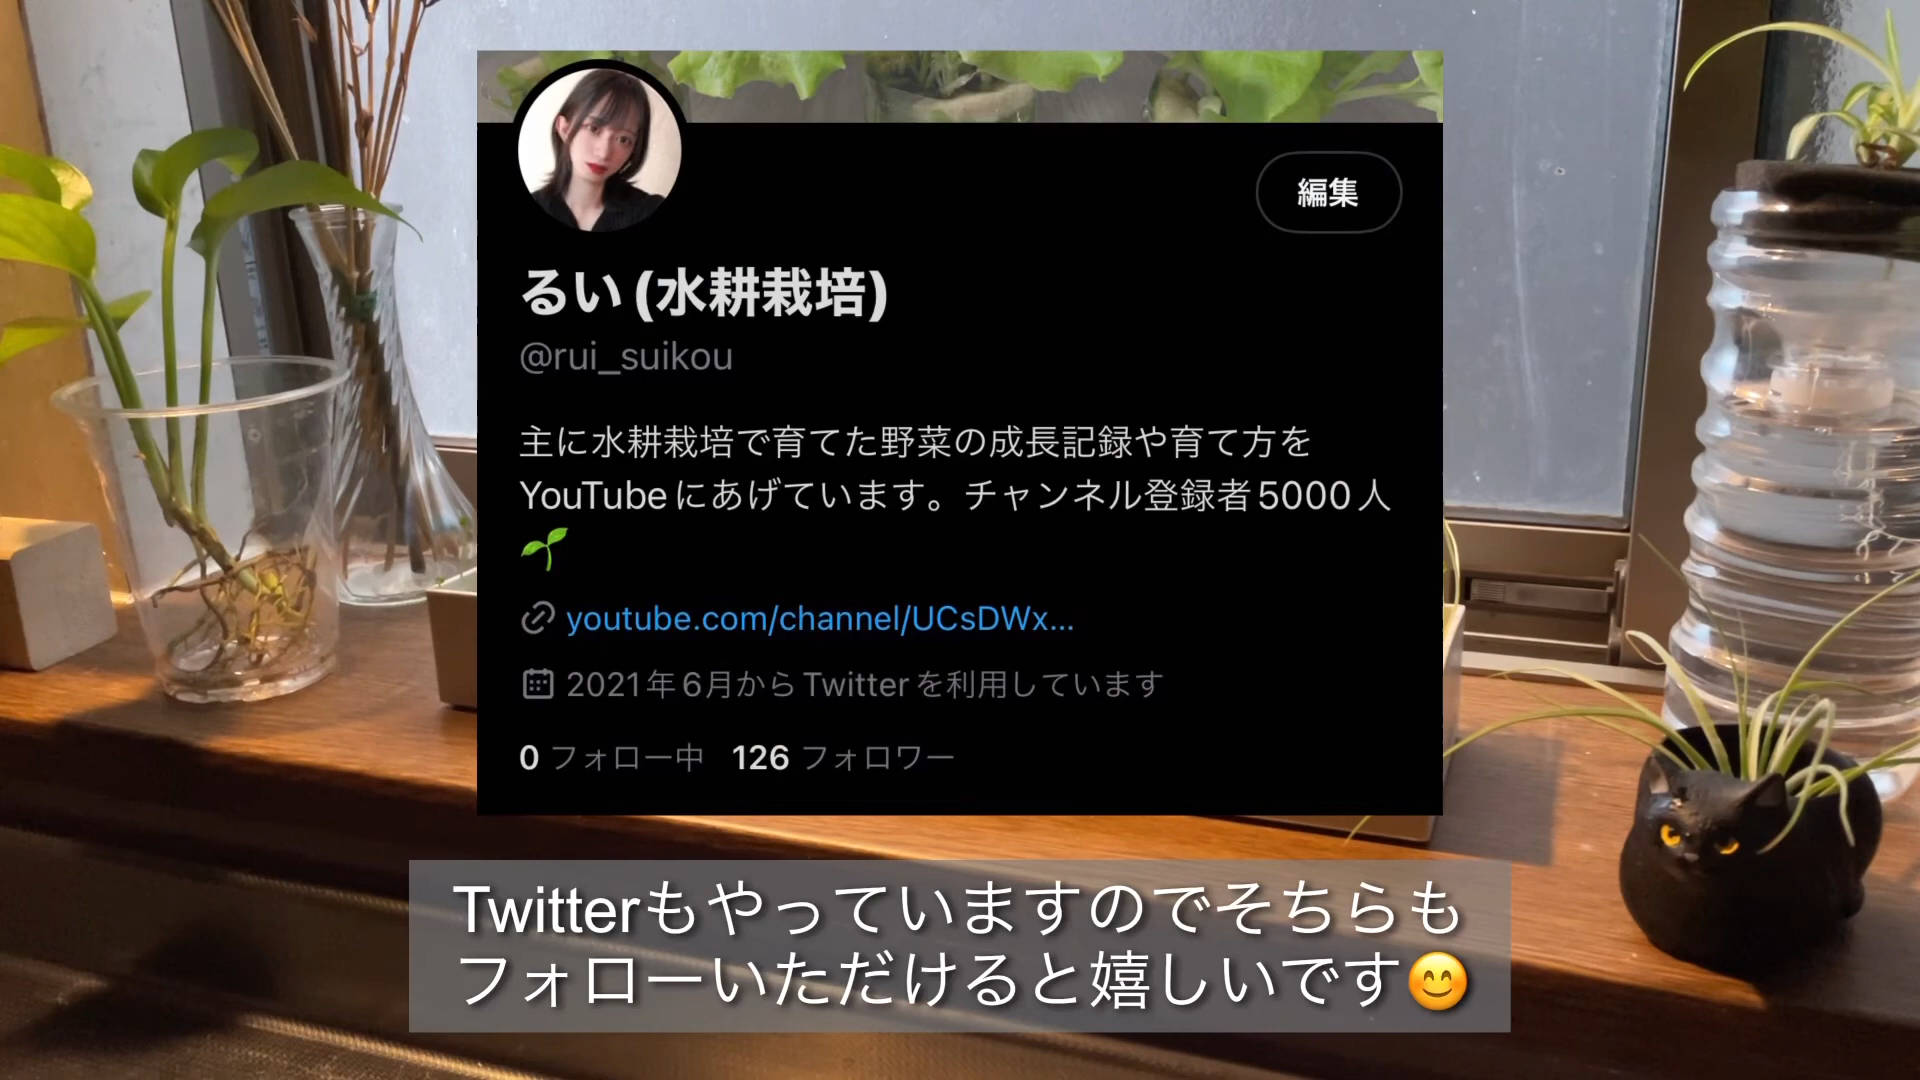 編集
るい (水耕栽培)
@rui_suikou
主に水耕栽培で育てた野菜の成長記録や育て方を
YouTubeにあげています。チャンネル登録者5000人
🌱
youtube.com/channel/UCsDWx...
2021年6月からTwitterを利用しています
0 フォロー中 126 フォロワー
Twitterもやっていますのでそちらも
フォローいただけると嬉しいです😊